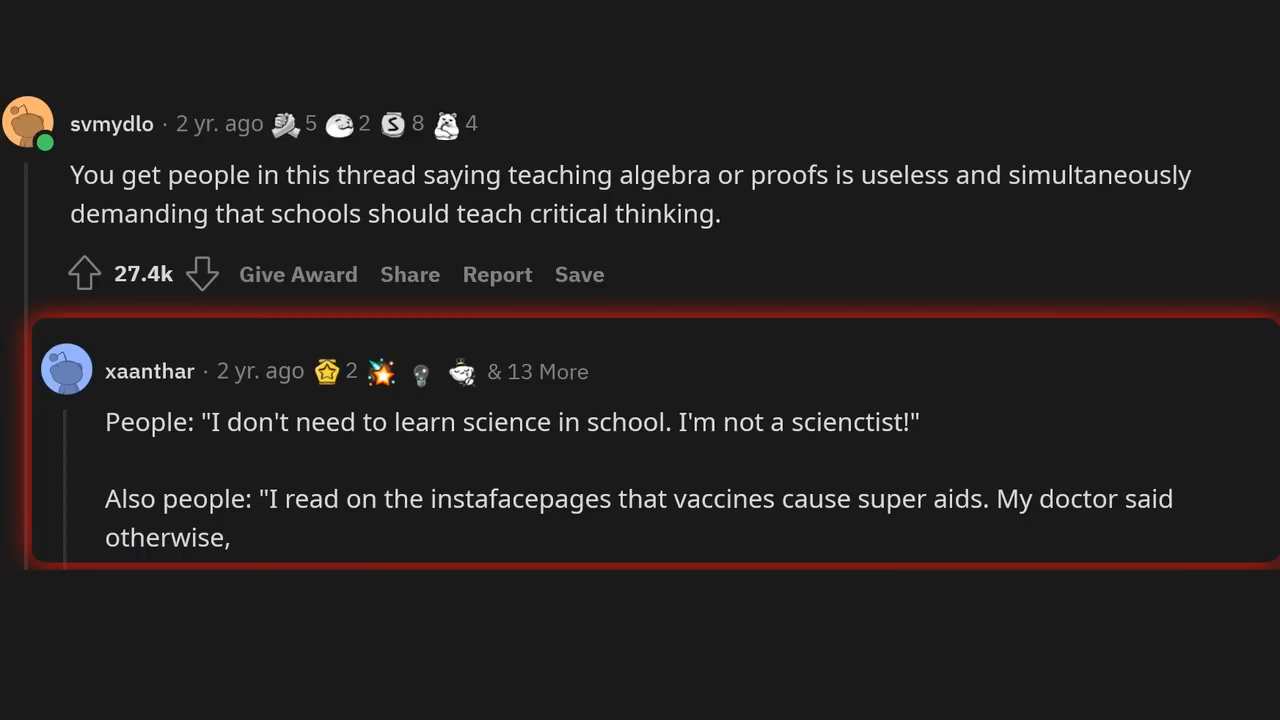 svmydlo · 2 yr. ago 5 2 8 4
You get people in this thread saying teaching algebra or proofs is useless and simultaneously
demanding that schools should teach critical thinking.
27.4k Give Award Share Report Save
xaanthar · 2 yr. ago 2 & 13 More
People: "I don't need to learn science in school. I'm not a scienctist!"
Also people: "I read on the instafacepages that vaccines cause super aids. My doctor said
otherwise,